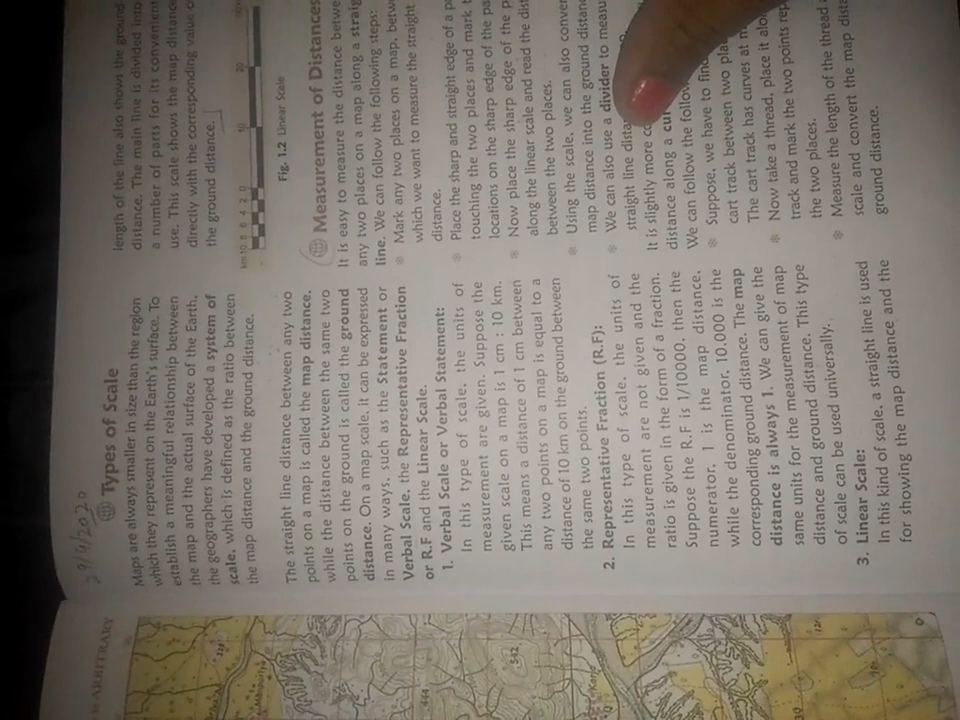 29/4/2020
Types of Scale
Maps are always smaller in size than the region
which they represent on the Earth's surface. To
establish a meaningful relationship between
the map and the actual surface of the Earth,
the geographers have developed a system of
scale, which is defined as the ratio between
the map distance and the ground distance.
The straight line distance between any two
points on a map is called the map distance,
while the distance between the same two
points on the ground is called the ground
distance. On a map scale, it can be expressed
in many ways, such as the Statement or
Verbal Scale, the Representative Fraction
or R.F and the Linear Scale.
1. Verbal Scale or Verbal Statement:
In this type of scale, the units of
measurement are given. Suppose the
given scale on a map is 1 cm : 10 km.
This means a distance of 1 cm between
any two points on a map is equal to a
distance of 10 km on the ground between
the same two points.
2. Representative Fraction (R.F):
In this type of scale, the units of
measurement are not given and the
ratio is given in the form of a fraction.
Suppose the R.F is 1/10000, then the
numerator, 1 is the map distance,
while the denominator, 10,000 is the
corresponding ground distance. The map
distance is always 1. We can give the
same units for the measurement of map
distance and ground distance. This type
of scale can be used universally.
3. Linear Scale:
In this kind of scale, a straight line is used
for showing the map distance and the
length of the line also shows the ground
distance. The main line is divided into
a number of parts for its convenient
use. This scale shows the map distance
directly with the corresponding value
the ground distance.
km 10 8 6 4 2 0 10 20
Fig. 1.2 Linear Scale
Measurement of Distances
It is easy to measure the distance
any two places on a map along a
line. We can follow the following steps:
Mark any two places on a map,
which we want to measure the straight
distance.
Place the sharp and straight edge of a
touching the two places and mark
locations on the sharp edge of the
Now place the sharp edge of the
along the linear scale and read the
between the two places.
Using the scale, we can also
map distance into the ground
We can also use a divider to
straight line
It is slightly more
distance along a
We can follow the
Suppose, we have to find
cart track between two
The cart track has curves at
Now take a thread, place it
track and mark the two points
the two places.
Measure the length of the thread
scale and convert the map
ground distance.
ARBITRARY
542